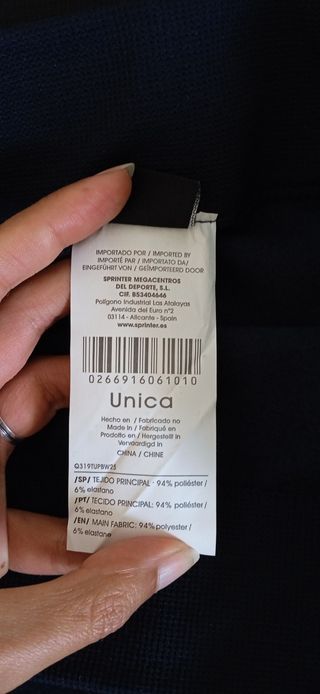 IMPORTADO POR / IMPORTED BY
IMPORTÉ PAR / IMPORTATO DA/
EINGEFÜHRT VON / GEÏMPORTEERD DOOR
SPRINTER MEGACENTROS
DEL DEPORTE, S.L.
CIF. B53404646
Polígono Industrial Las Atalayas
Avenida del Euro nº2
03114 - Alicante - Spain
www.sprinter.es
0266916061010
Unica
Hecho en / Fabricado no
Made in / Fabriqué en
Prodotto en / Hergestellt in
Vervaardigd in
CHINA / CHINE
Q319TUPBW25
/SP/ TEJIDO PRINCIPAL: 94% poliéster /
6% elastano
/PT/ TECIDO PRINCIPAL: 94% poliéster /
6% elastano
/EN/ MAIN FABRIC: 94% polyester /
6% elastane